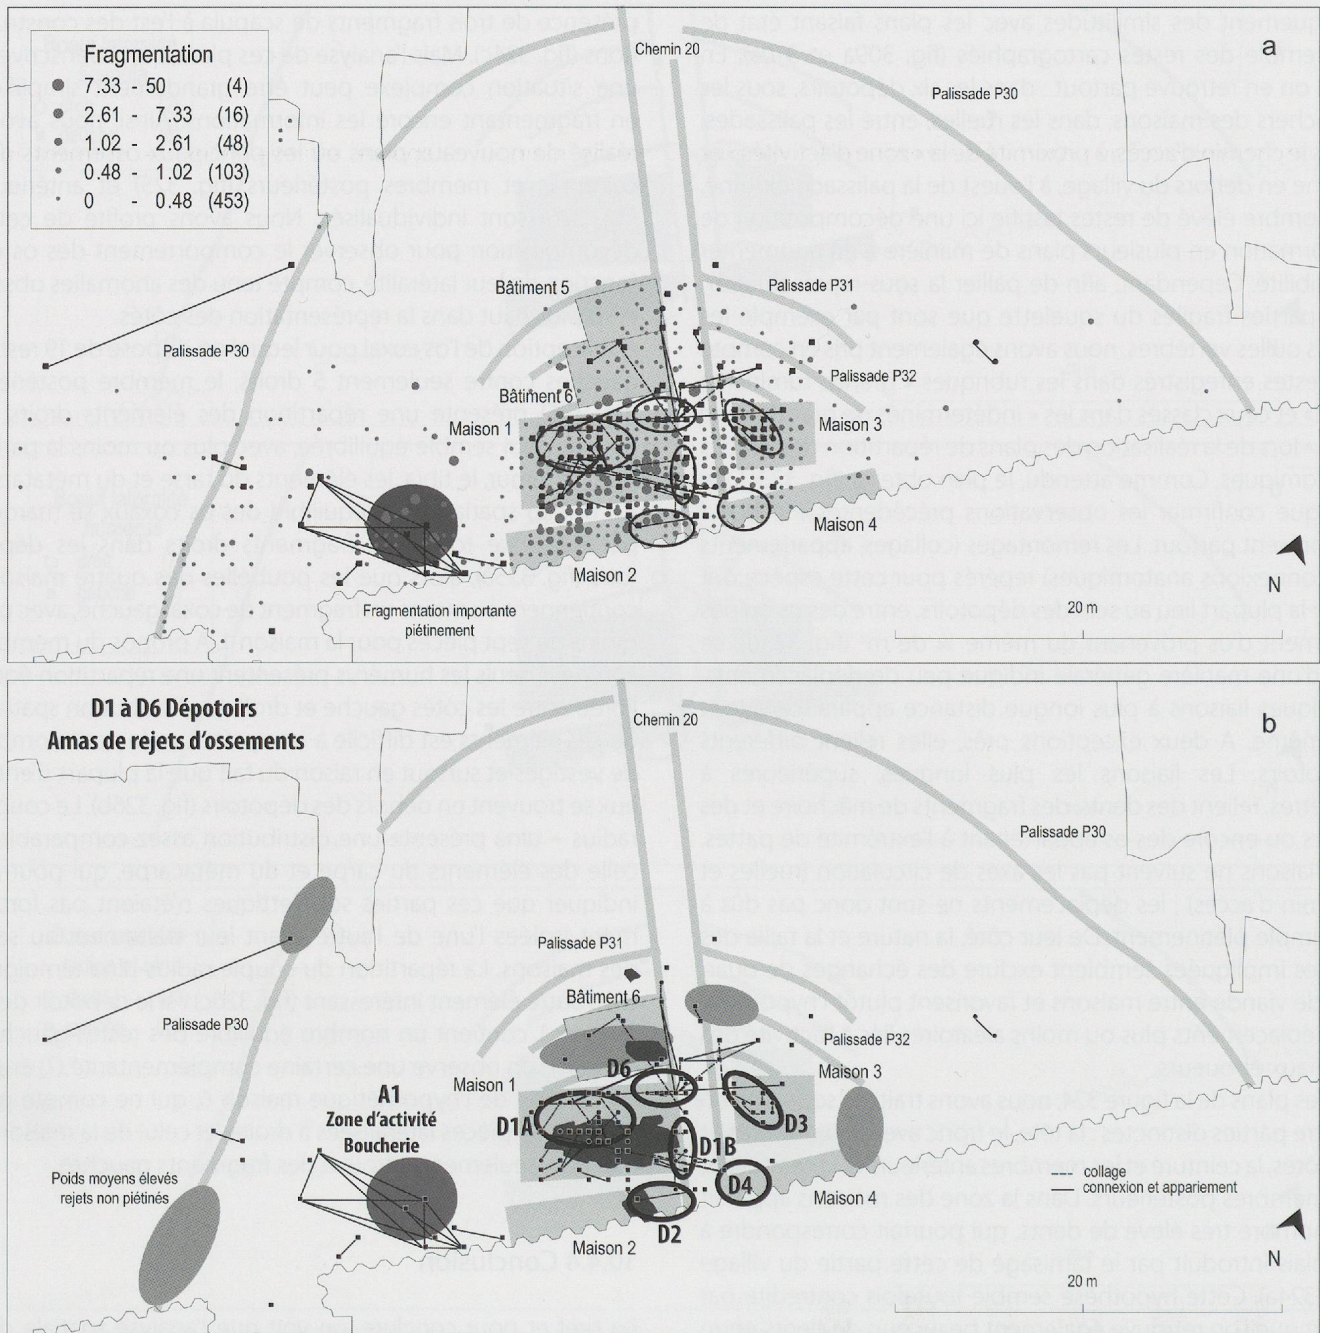 a
Fragmentation
7.33 - 50 (4)
2.61 - 7.33 (16)
1.02 - 2.61 (48)
0.48 - 1.02 (103)
0 - 0.48 (453)
Chemin 20
Palissade P30
Bâtiment 5
Palissade P31
Palissade P30
Palissade P32
Bâtiment 6
Maison 1
Maison 3
Maison 4
Maison 2
Fragmentation importante
piétinement
20 m
N
b
D1 à D6 Dépotoirs
Amas de rejets d'ossements
Chemin 20
Palissade P30
Palissade P31
Bâtiment 6
Palissade P30
Palissade P32
D6
Maison 1
Maison 3
A1
Zone d'activité
Boucherie
D1A
D3
D1B
Poids moyens élevés
rejets non piétinés
D4
Maison 4
collage
connexion et appariement
D2
Maison 2
20 m
N